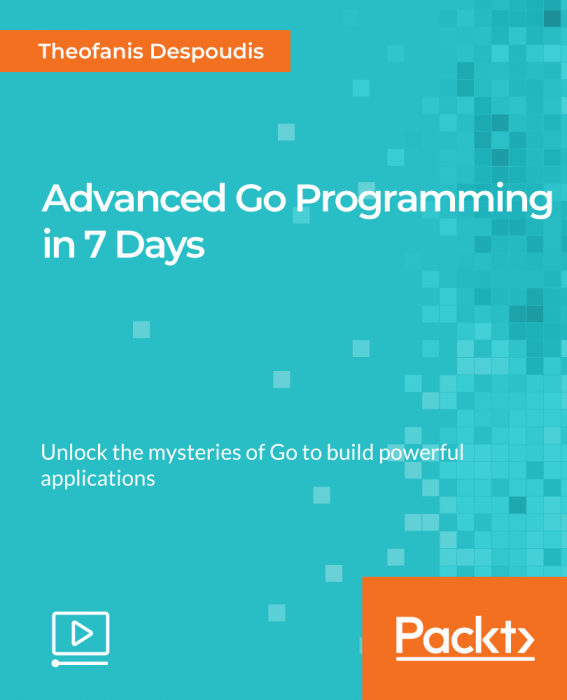 Theofanis Despoudis
Advanced Go Programming
in 7 Days
Unlock the mysteries of Go to build powerful
applications
Packt>